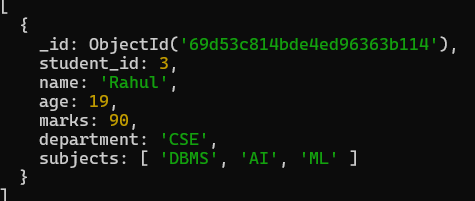 [
  {
    _id: ObjectId('69d53c814bde4ed96363b114'),
    student_id: 3,
    name: 'Rahul',
    age: 19,
    marks: 90,
    department: 'CSE',
    subjects: [ 'DBMS', 'AI', 'ML' ]
  }
]